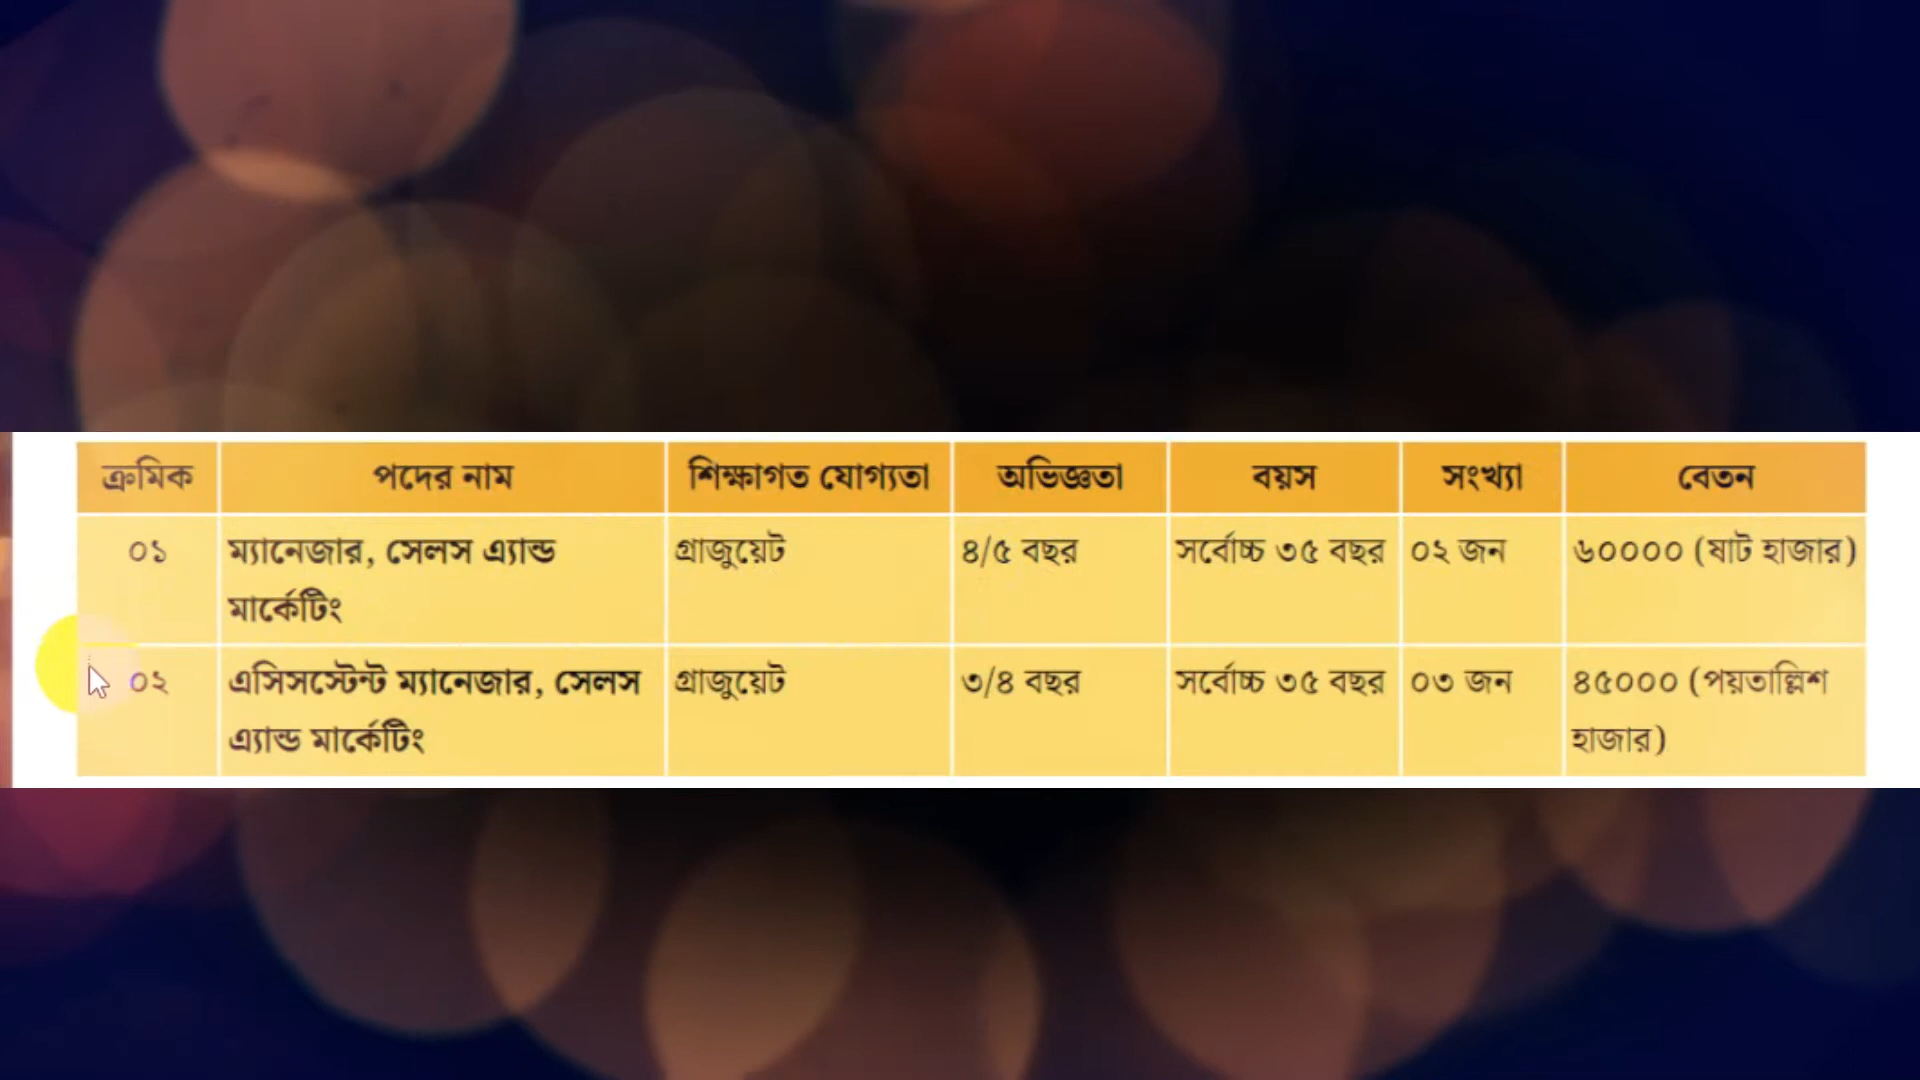 ক্রমিক পদের নাম শিক্ষাগত যোগ্যতা অভিজ্ঞতা বয়স সংখ্যা বেতন
০১ ম্যানেজার, সেলস এ্যান্ড গ্রাজুয়েট ৪/৫ বছর সর্বোচ্চ ৩৫ বছর ০২ জন ৬০০০০ (ষাট হাজার)
মার্কেটিং
০২ এসিসস্টেন্ট ম্যানেজার, সেলস গ্রাজুয়েট ৩/৪ বছর সর্বোচ্চ ৩৫ বছর ০৩ জন ৪৫০০০ (পয়তাল্লিশ
এ্যান্ড মার্কেটিং হাজার)